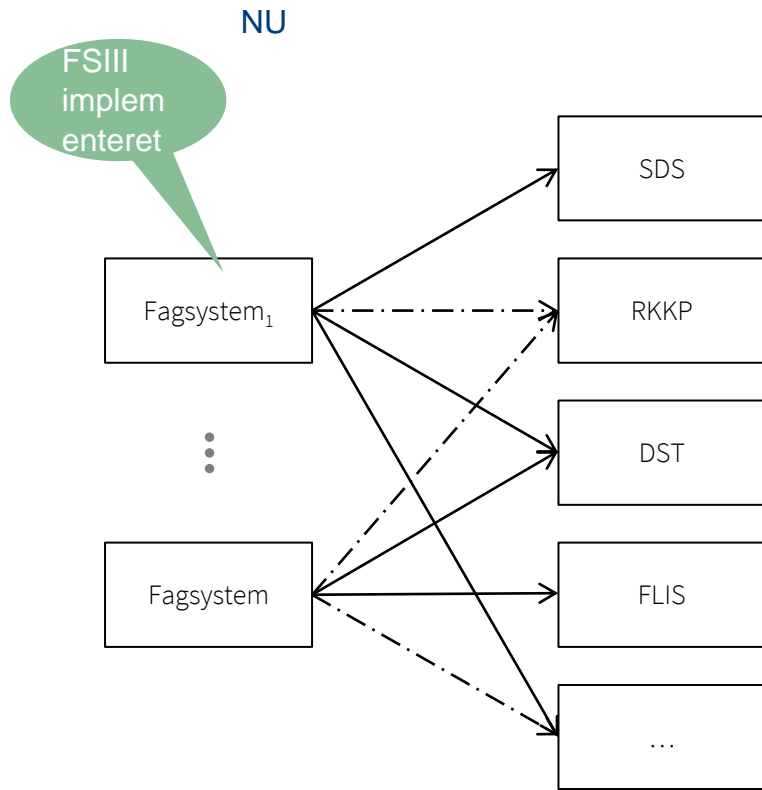 NU
FSIII
implem
enteret
SDS
Fagsystem₁
RKKP
DST
Fagsystem
FLIS
...